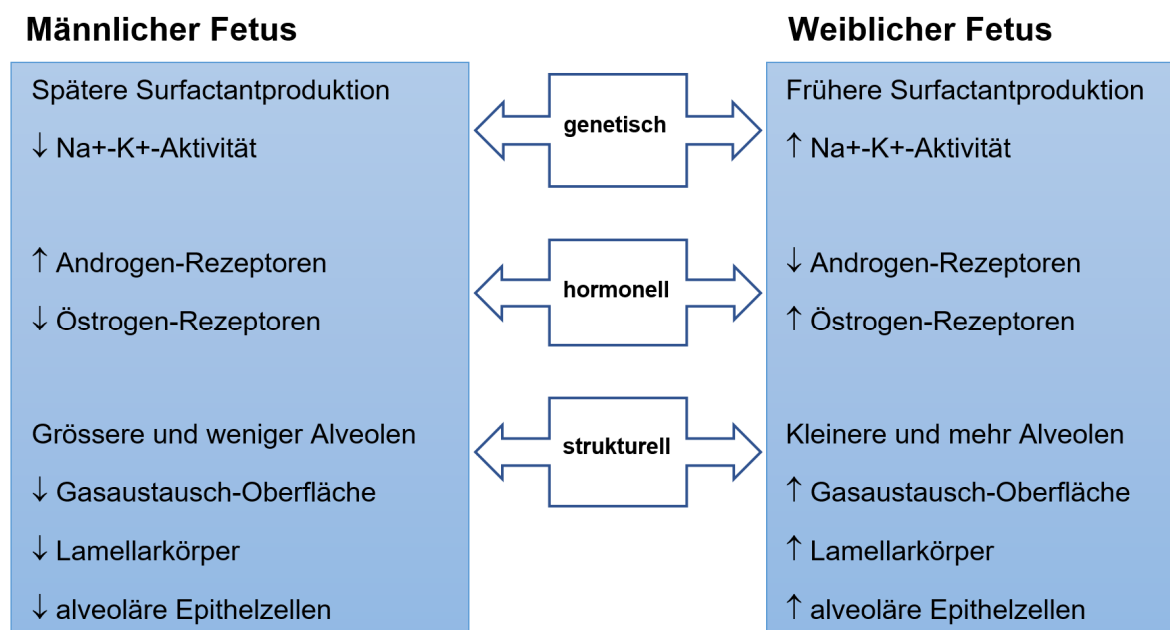 Männlicher Fetus
Spätere Surfactantproduktion
↓ Na+-K+-Aktivität
↑ Androgen-Rezeptoren
↓ Östrogen-Rezeptoren
Grössere und weniger Alveolen
↓ Gasaustausch-Oberfläche
↓ Lamellarkörper
↓ alveoläre Epithelzellen
genetisch
hormonell
strukturell
Weiblicher Fetus
Frühere Surfactantproduktion
↑ Na+-K+-Aktivität
↓ Androgen-Rezeptoren
↑ Östrogen-Rezeptoren
Kleinere und mehr Alveolen
↑ Gasaustausch-Oberfläche
↑ Lamellarkörper
↑ alveoläre Epithelzellen